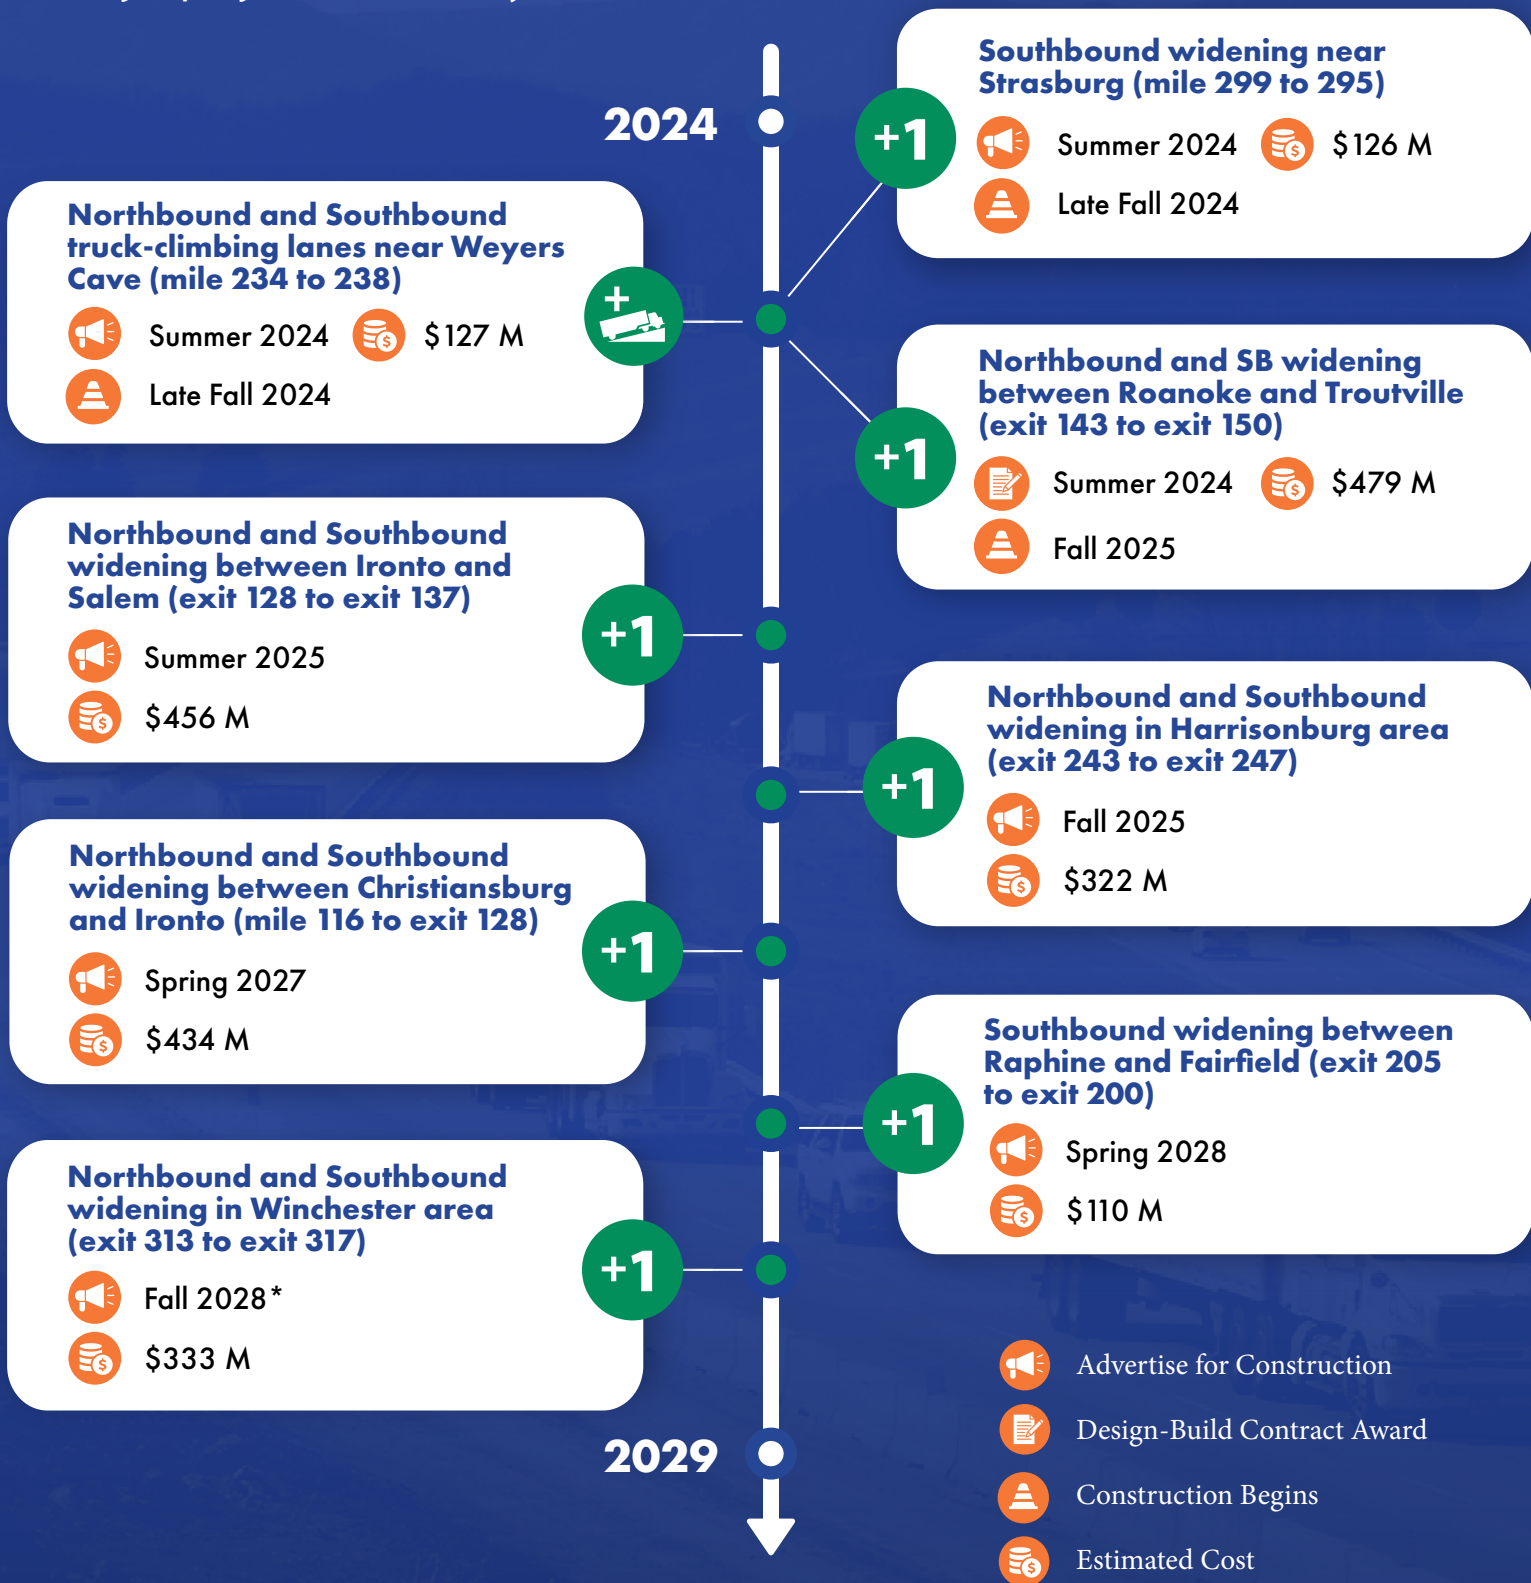 2024
Southbound widening near
Strasburg (mile 299 to 295)
+1
Summer 2024
$126 M
Late Fall 2024
Northbound and Southbound
truck-climbing lanes near Weyers
Cave (mile 234 to 238)
+
Summer 2024
$127 M
Late Fall 2024
Northbound and SB widening
between Roanoke and Troutville
(exit 143 to exit 150)
+1
Summer 2024
$479 M
Fall 2025
Northbound and Southbound
widening between Ironto and
Salem (exit 128 to exit 137)
+1
Summer 2025
$456 M
Northbound and Southbound
widening in Harrisonburg area
(exit 243 to exit 247)
+1
Fall 2025
$322 M
Northbound and Southbound
widening between Christiansburg
and Ironto (mile 116 to exit 128)
+1
Spring 2027
$434 M
Southbound widening between
Raphine and Fairfield (exit 205
to exit 200)
+1
Spring 2028
$110 M
Northbound and Southbound
widening in Winchester area
(exit 313 to exit 317)
+1
Fall 2028*
$333 M
2029
Advertise for Construction
Design-Build Contract Award
Construction Begins
Estimated Cost